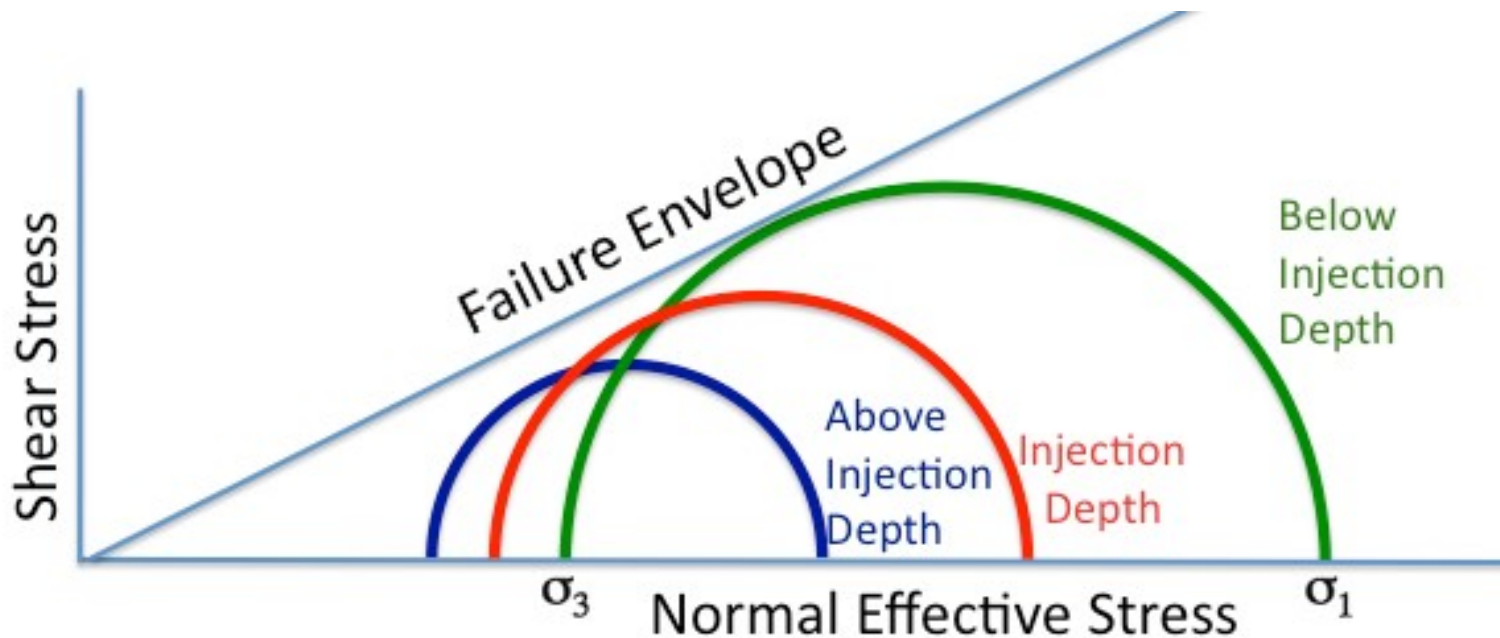 Failure Envelope
Shear Stress
Below
Injection
Depth
Above
Injection
Depth
Injection
Depth
σ3
σ1
Normal Effective Stress